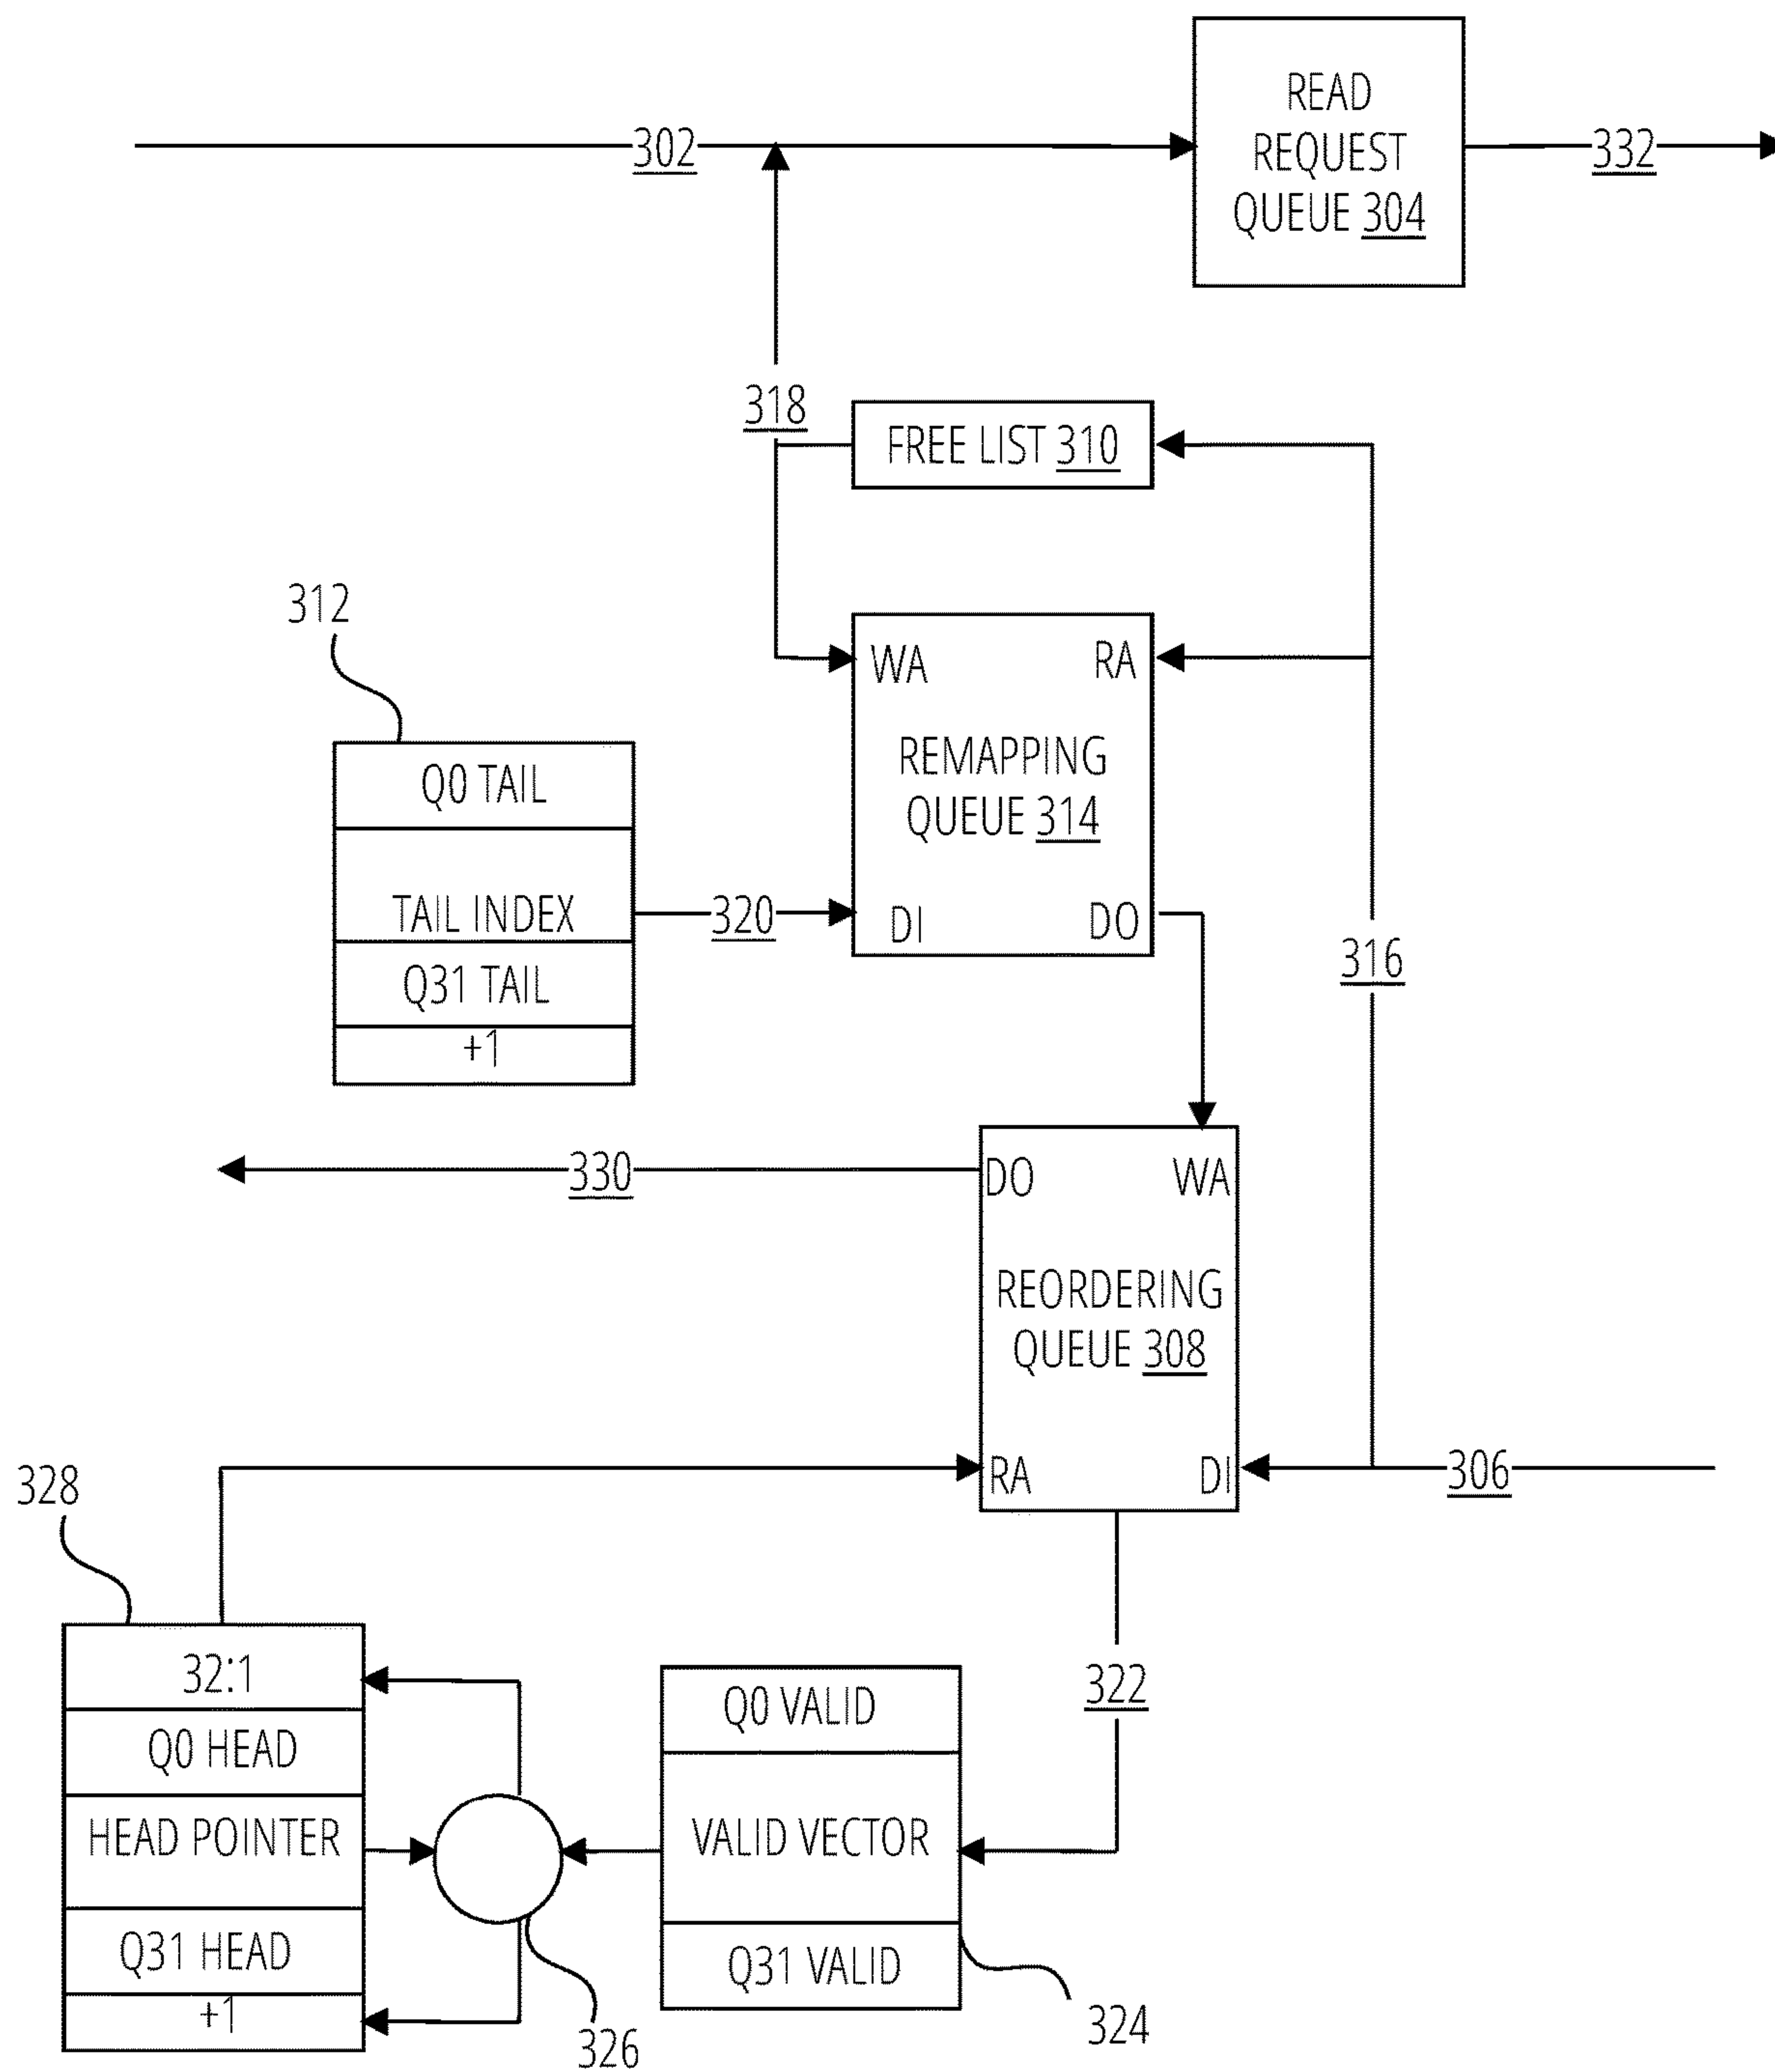 READ
REQUEST
QUEUE 304
302
332
318
FREE LIST 310
312
WA
RA
REMAPPING
QUEUE 314
DI
DO
Q0 TAIL
TAIL INDEX
Q31 TAIL
+1
320
316
330
DO
WA
REORDERING
QUEUE 308
RA
DI
306
328
32:1
Q0 HEAD
HEAD POINTER
Q31 HEAD
+1
322
Q0 VALID
VALID VECTOR
Q31 VALID
326
324